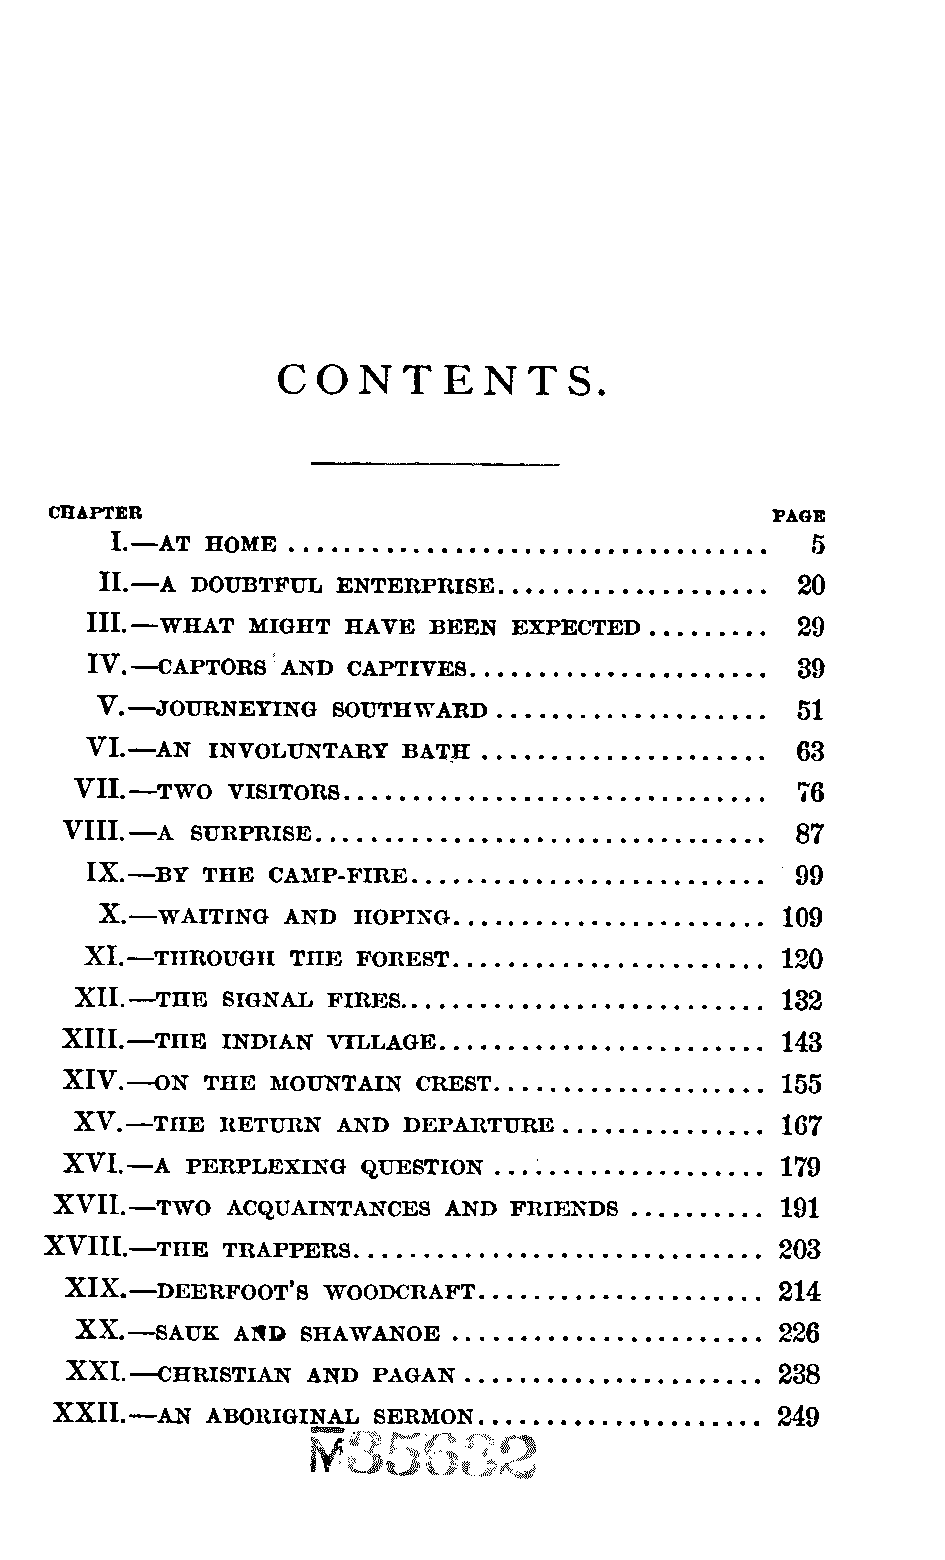 CONTENTS.
CHAPTER PAGE
I.—AT HOME ................................... 5
II.—A DOUBTFUL ENTERPRISE.................... 20
III.—WHAT MIGHT HAVE BEEN EXPECTED ......... 29
IV.—CAPTORS AND CAPTIVES...................... 39
V.—JOURNEYING SOUTHWARD .................... 51
VI.—AN INVOLUNTARY BATH ..................... 63
VII.—TWO VISITORS............................... 76
VIII.—A SURPRISE................................. 87
IX.—BY THE CAMP-FIRE.......................... 99
X.—WAITING AND HOPING....................... 109
XI.—THROUGH THE FOREST....................... 120
XII.—THE SIGNAL FIRES........................... 132
XIII.—THE INDIAN VILLAGE........................ 143
XIV.—ON THE MOUNTAIN CREST.................... 155
XV.—THE RETURN AND DEPARTURE ............... 167
XVI.—A PERPLEXING QUESTION .................... 179
XVII.—TWO ACQUAINTANCES AND FRIENDS .......... 191
XVIII.—THE TRAPPERS.............................. 203
XIX.—DEERFOOT'S WOODCRAFT..................... 214
XX.—SAUK AND SHAWANOE ....................... 226
XXI.—CHRISTIAN AND PAGAN ...................... 238
XXII.—AN ABORIGINAL SERMON..................... 249
M35632